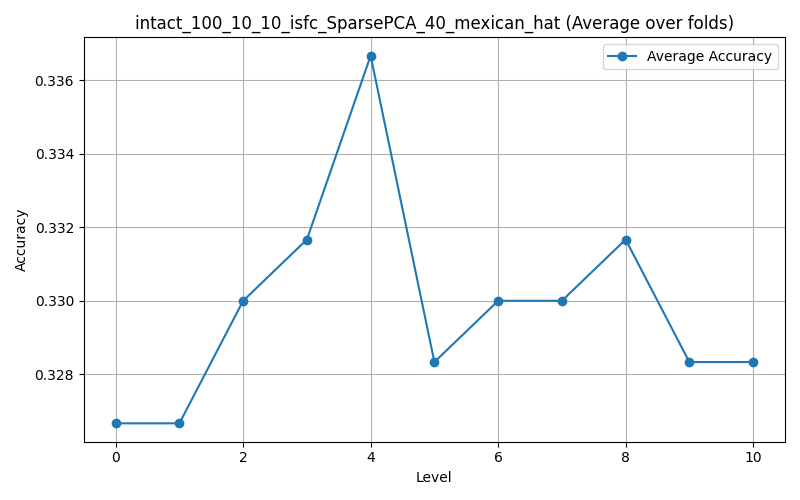 intact_100_10_10_isfc_SparsePCA_40_mexican_hat (Average over folds)
Average Accuracy
0.336
0.334
0.332
0.330
0.328
Accuracy
0 2 4 6 8 10
Level